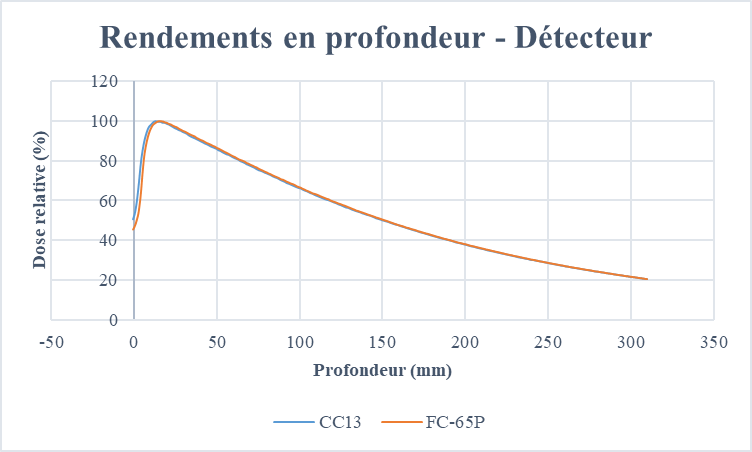 Rendements en profondeur - Détecteur
120
100
80
60
40
20
0
Dose relative (%)
-50 0 50 100 150 200 250 300 350
Profondeur (mm)
CC13 FC-65P